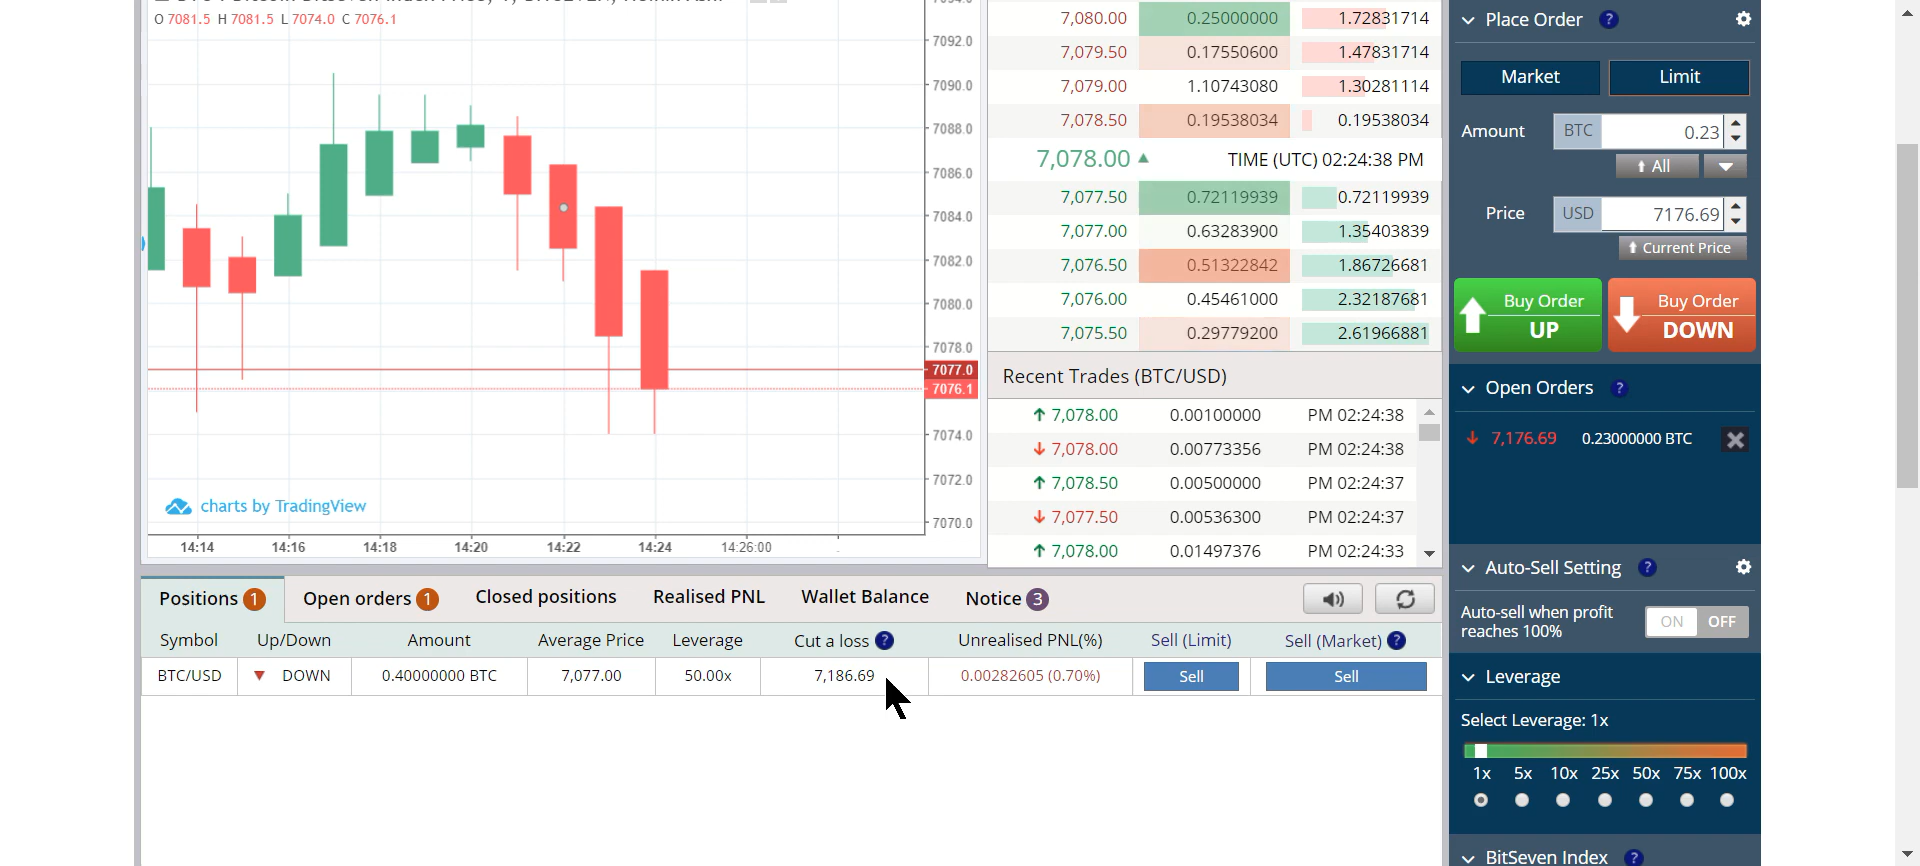 O 7081.5 H 7081.5 L 7074.0 C 7076.1
7092.0
7090.0
7088.0
7086.0
7084.0
7082.0
7080.0
7078.0
7077.0
7076.1
7074.0
7072.0
7070.0
charts by TradingView
14:14 14:16 14:18 14:20 14:22 14:24 14:26:00
7,080.00 0.25000000 1.72831714
7,079.50 0.17550600 1.47831714
7,079.00 1.10743080 1.30281114
7,078.50 0.19538034 0.19538034
7,078.00 TIME (UTC) 02:24:38 PM
7,077.50 0.72119939 0.72119939
7,077.00 0.63283900 1.35403839
7,076.50 0.51322842 1.86726681
7,076.00 0.45461000 2.32187681
7,075.50 0.29779200 2.61966881
Recent Trades (BTC/USD)
7,078.00 0.00100000 PM 02:24:38
7,078.00 0.00773356 PM 02:24:38
7,078.50 0.00500000 PM 02:24:37
7,077.50 0.00536300 PM 02:24:37
7,078.00 0.01497376 PM 02:24:33
Place Order ?
Market Limit
Amount BTC 0.23
All
Price USD 7176.69
Current Price
Buy Order UP
Buy Order DOWN
Open Orders ?
7,176.69 0.23000000 BTC
Auto-Sell Setting ?
Auto-sell when profit
reaches 100%
ON OFF
Leverage
Select Leverage: 1x
1x 5x 10x 25x 50x 75x 100x
BitSeven Index ?
Positions 1 Open orders 1 Closed positions Realised PNL Wallet Balance Notice 3
Symbol Up/Down Amount Average Price Leverage Cut a loss ? Unrealised PNL(%) Sell (Limit) Sell (Market) ?
BTC/USD DOWN 0.40000000 BTC 7,077.00 50.00x 7,186.69 0.00282605 (0.70%) Sell Sell